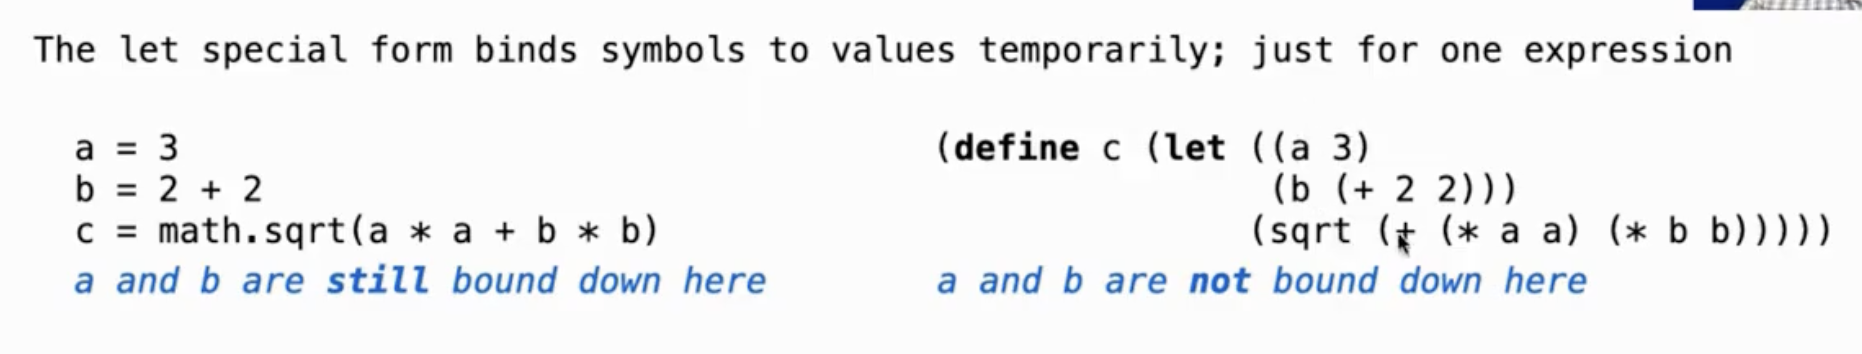 The let special form binds symbols to values temporarily; just for one expression
a = 3
b = 2 + 2
c = math.sqrt(a * a + b * b)
a and b are still bound down here
(define c (let ((a 3)
(b (+ 2 2)))
(sqrt (+ (* a a) (* b b)))))
a and b are not bound down here